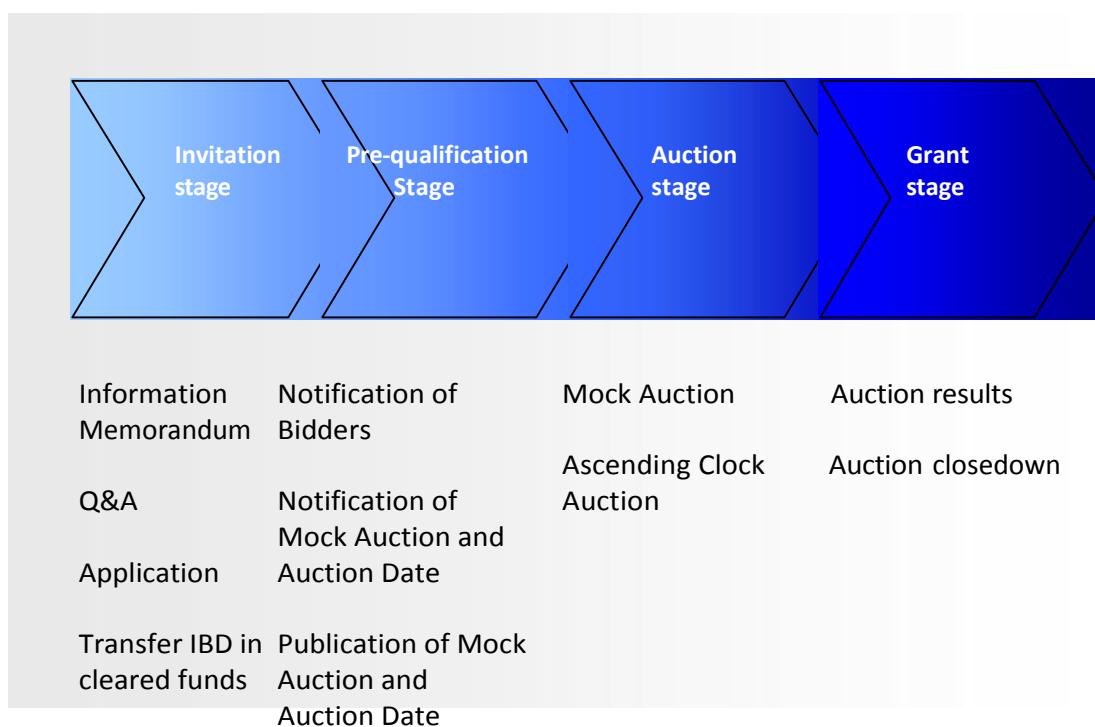 Invitation
stage
Pre-qualification
Stage
Auction
stage
Grant
stage
Information
Memorandum
Q&A
Application
Transfer IBD in
cleared funds
Notification of
Bidders
Notification of
Mock Auction and
Auction Date
Publication of Mock
Auction and
Auction Date
Mock Auction
Ascending Clock
Auction
Auction results
Auction closedown